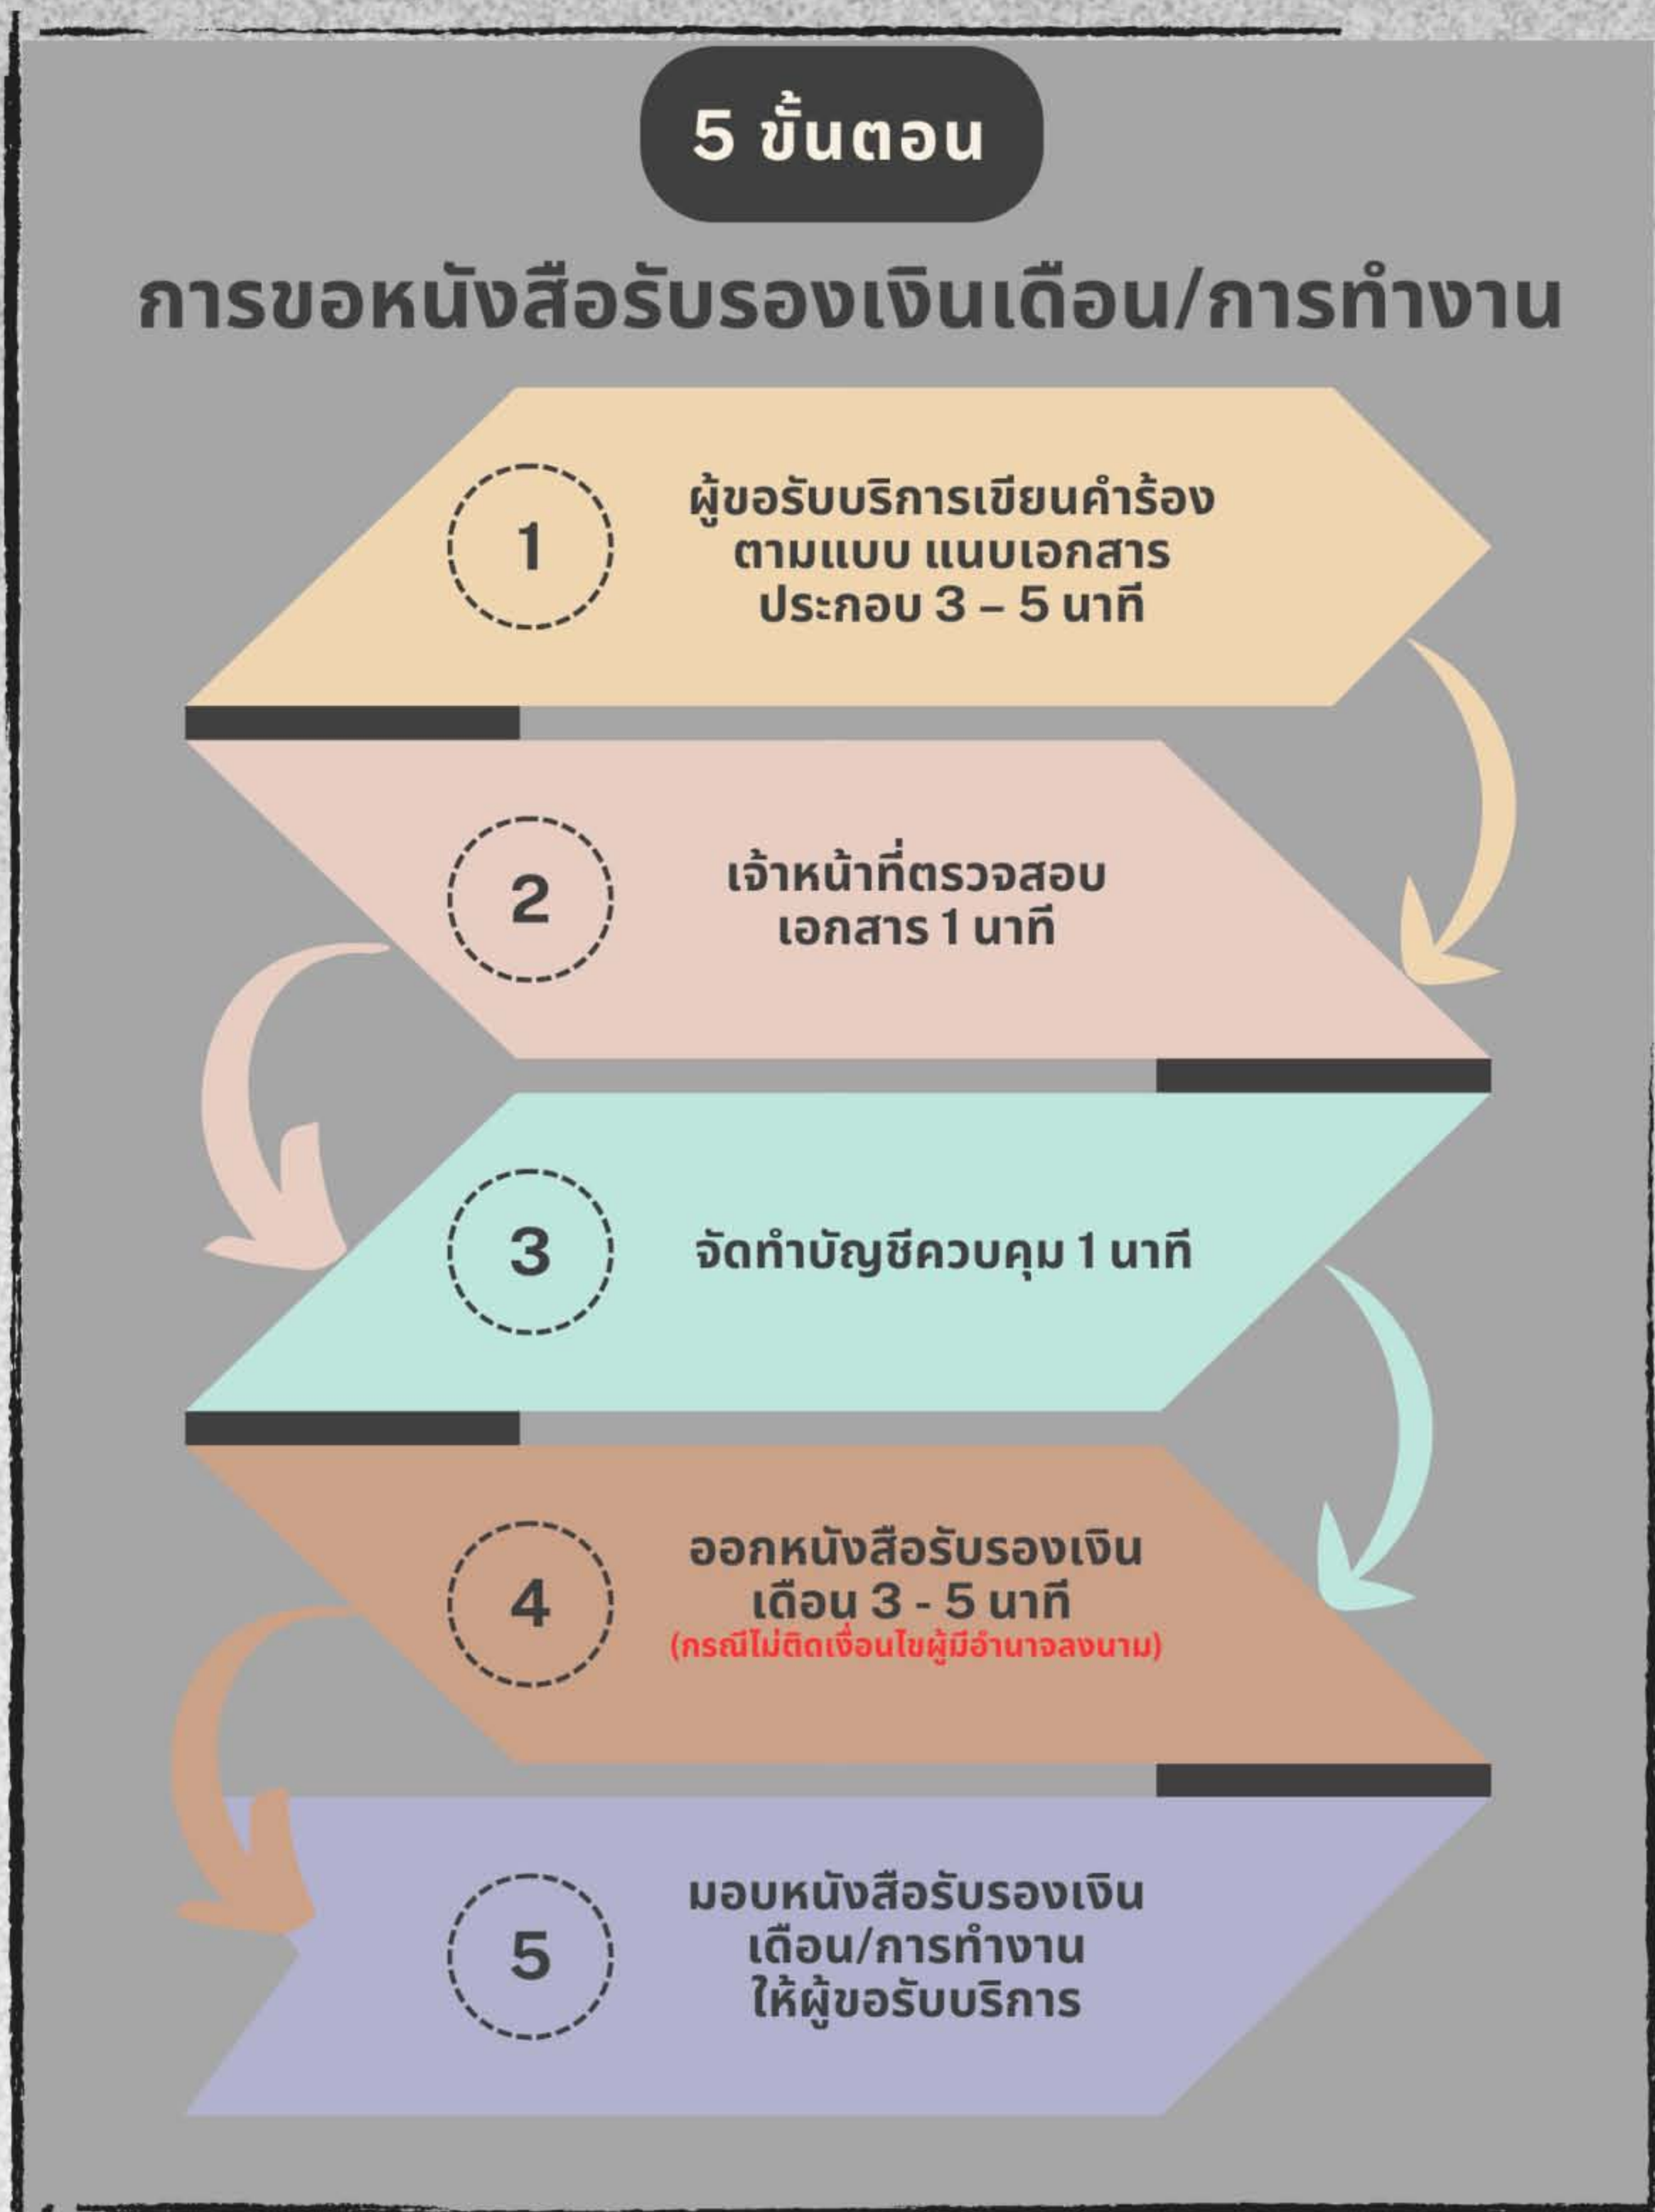 5 ขั้นตอน
การขอหนังสือรับรองเงินเดือน/การทำงาน
1
ผู้ขอรับบริการเขียนคำร้อง
ตามแบบ แนบเอกสาร
ประกอบ 3 – 5 นาที
2
เจ้าหน้าที่ตรวจสอบ
เอกสาร 1 นาที
3
จัดทำบัญชีควบคุม 1 นาที
4
ออกหนังสือรับรองเงิน
เดือน 3 - 5 นาที
(กรณีไม่ติดเงื่อนไขผู้มีอำนาจลงนาม)
5
มอบหนังสือรับรองเงิน
เดือน/การทำงาน
ให้ผู้ขอรับบริการ